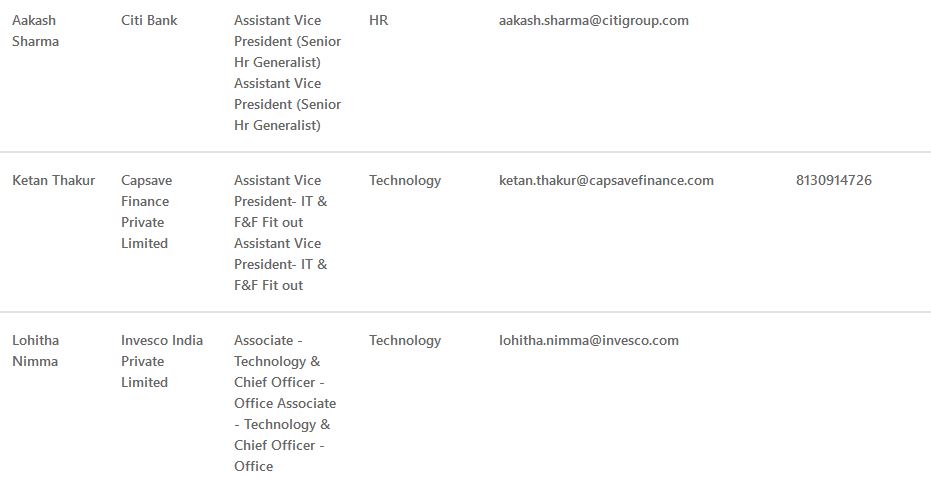 Aakash Sharma
Citi Bank
Assistant Vice
President (Senior
Hr Generalist)
Assistant Vice
President (Senior
Hr Generalist)
HR
aakash.sharma@citigroup.com
Ketan Thakur
Capsave
Finance
Private
Limited
Assistant Vice
President- IT &
F&F Fit out
Assistant Vice
President- IT &
F&F Fit out
Technology
ketan.thakur@capsavefinance.com
8130914726
Lohitha
Nimma
Invesco India
Private
Limited
Associate -
Technology &
Chief Officer -
Office Associate
- Technology &
Chief Officer -
Office
Technology
lohitha.nimma@invesco.com